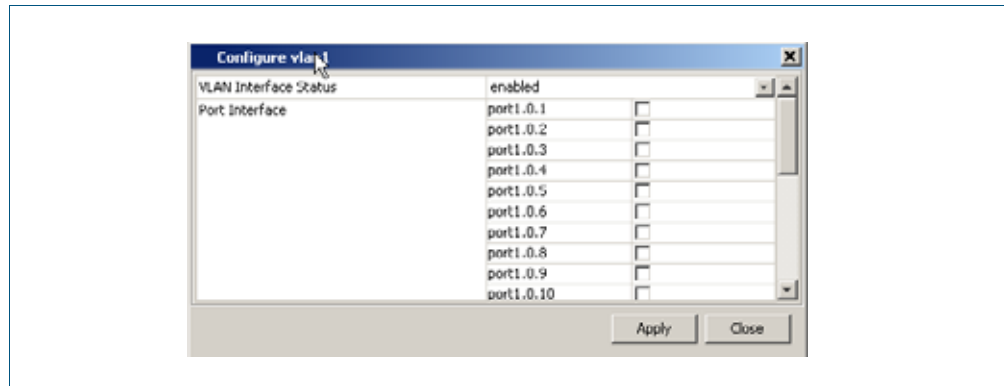 Configure vlan1
VLAN Interface Status enabled
Port Interface port1.0.1
port1.0.2
port1.0.3
port1.0.4
port1.0.5
port1.0.6
port1.0.7
port1.0.8
port1.0.9
port1.0.10
Apply Close